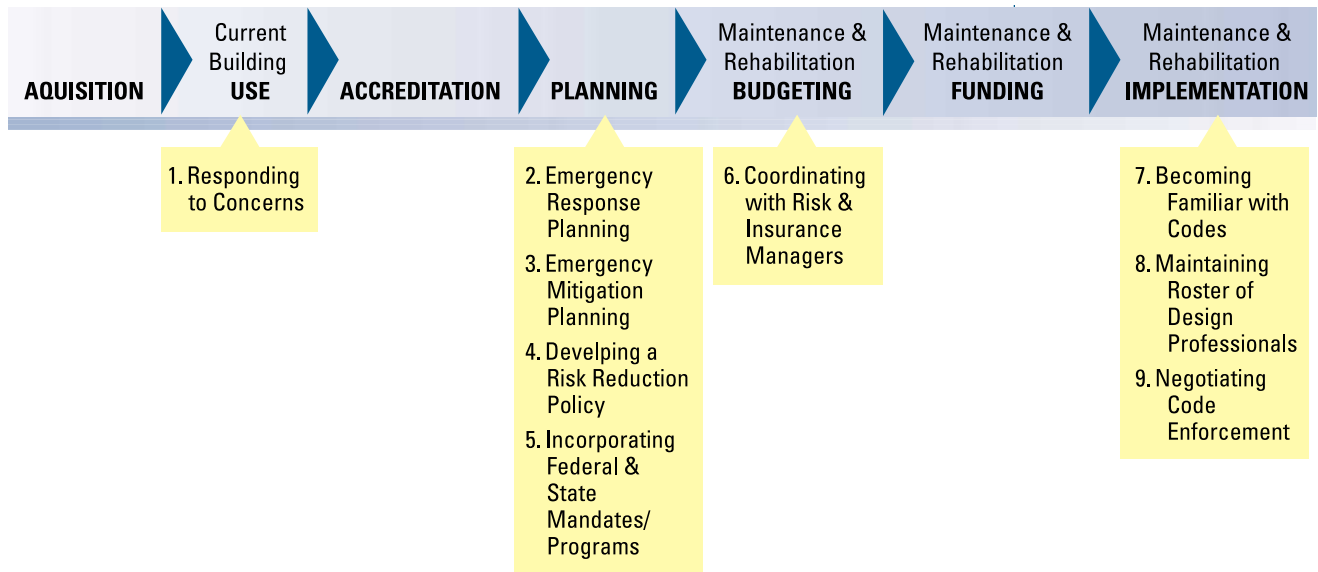 AQUISITION
Current
Building
USE
ACCREDITATION
PLANNING
Maintenance &
Rehabilitation
BUDGETING
Maintenance &
Rehabilitation
FUNDING
Maintenance &
Rehabilitation
IMPLEMENTATION
1. Responding
to Concerns
2. Emergency
Response
Planning
3. Emergency
Mitigation
Planning
4. Develping a
Risk Reduction
Policy
5. Incorporating
Federal &
State
Mandates/
Programs
6. Coordinating
with Risk &
Insurance
Managers
7. Becoming
Familiar with
Codes
8. Maintaining
Roster of
Design
Professionals
9. Negotiating
Code
Enforcement